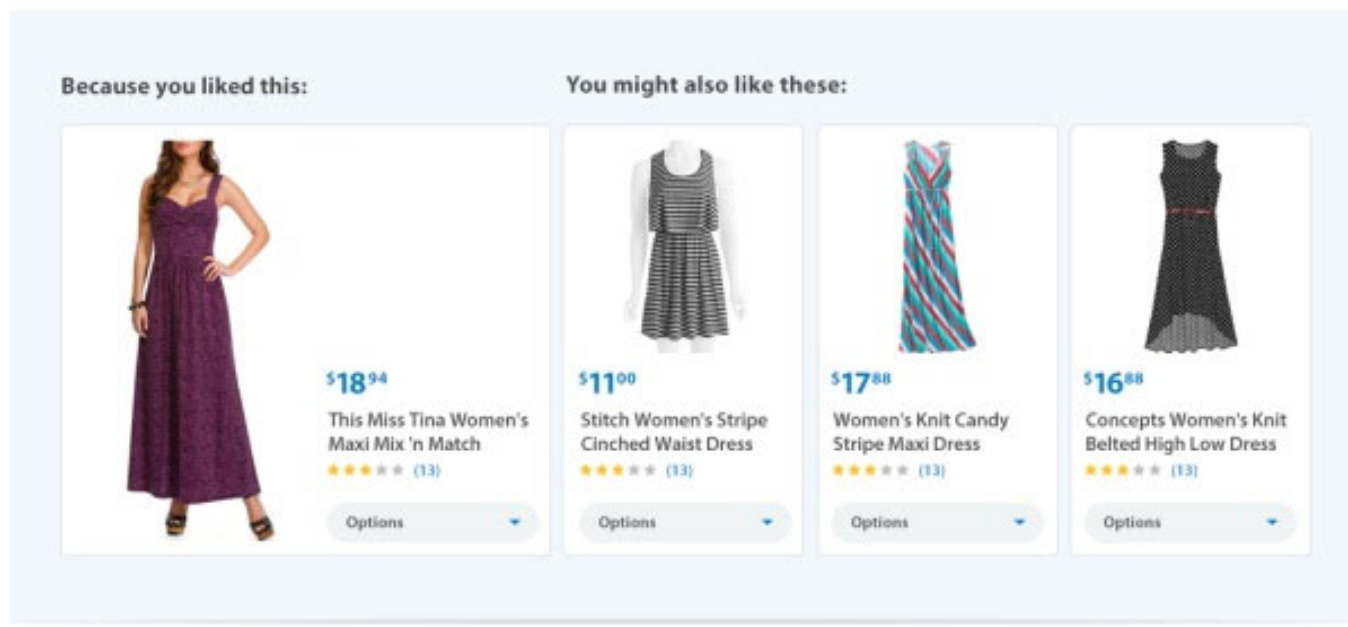 Because you liked this:
You might also like these:
$18 94
This Miss Tina Women's
Maxi Mix 'n Match
(13)
Options
$11 00
Stitch Women's Stripe
Cinched Waist Dress
(13)
Options
$17 88
Women's Knit Candy
Stripe Maxi Dress
(13)
Options
$16 88
Concepts Women's Knit
Belted High Low Dress
(13)
Options